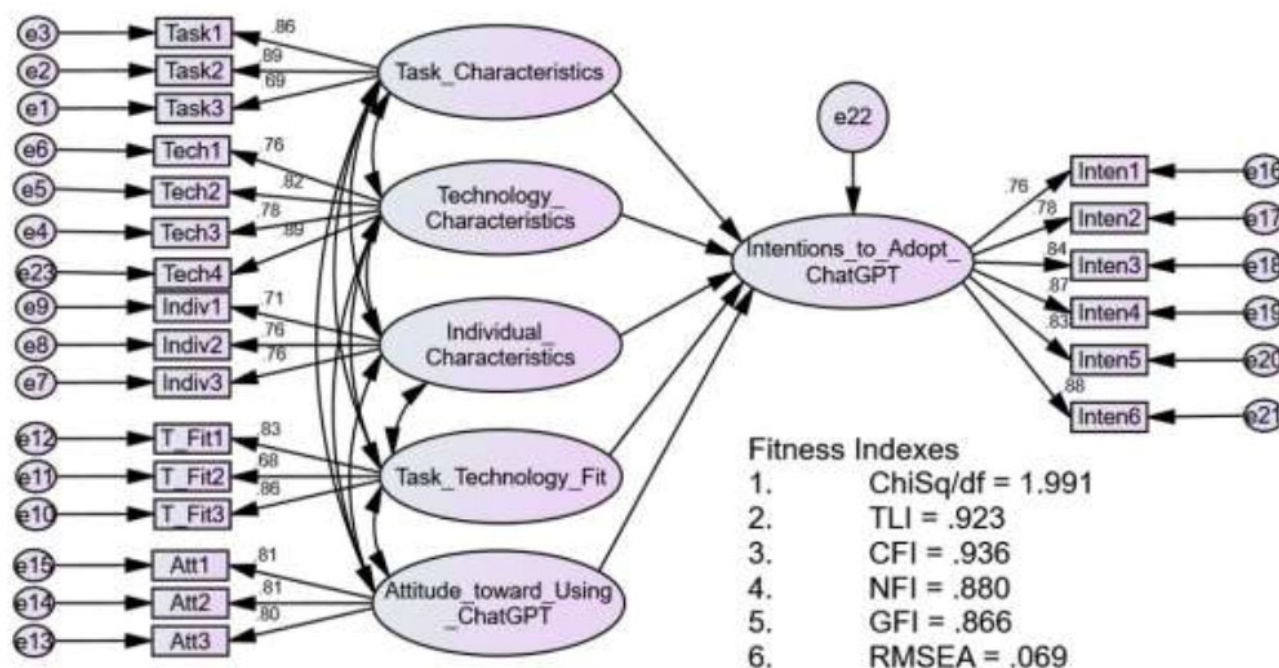 e3 Task1 .86
e2 Task2 .89
e1 Task3 .69
Task_Characteristics
e6 Tech1 .76
e5 Tech2 .82
e4 Tech3 .78
e23 Tech4 .89
Technology_
Characteristics
e9 Indiv1 .71
e8 Indiv2 .76
e7 Indiv3 .76
Individual_
Characteristics
e12 T_Fit1 .83
e11 T_Fit2 .68
e10 T_Fit3 .86
Task_Technology_Fit
e15 Att1 .81
e14 Att2 .81
e13 Att3 .80
Attitude_toward_Using
_ChatGPT
e22
Intentions_to_Adopt_
ChatGPT
.76 Inten1 e16
.78 Inten2 e17
.84 Inten3 e18
.87 Inten4 e19
.83 Inten5 e20
.88 Inten6 e21
Fitness Indexes
1. ChiSq/df = 1.991
2. TLI = .923
3. CFI = .936
4. NFI = .880
5. GFI = .866
6. RMSEA = .069